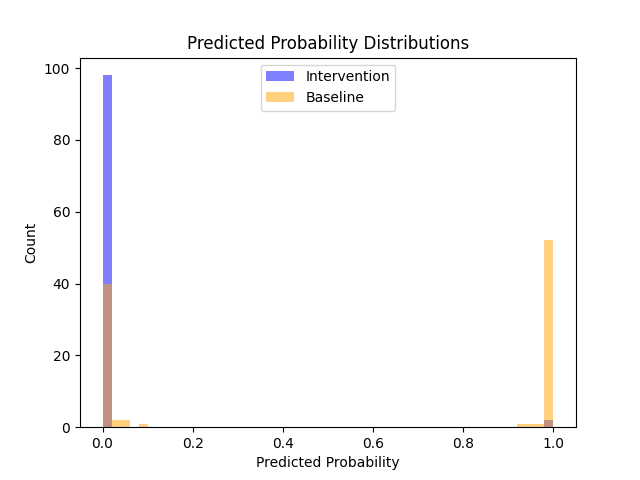 Predicted Probability Distributions
Intervention
Baseline
100
80
60
40
20
0
Count
0.0 0.2 0.4 0.6 0.8 1.0
Predicted Probability